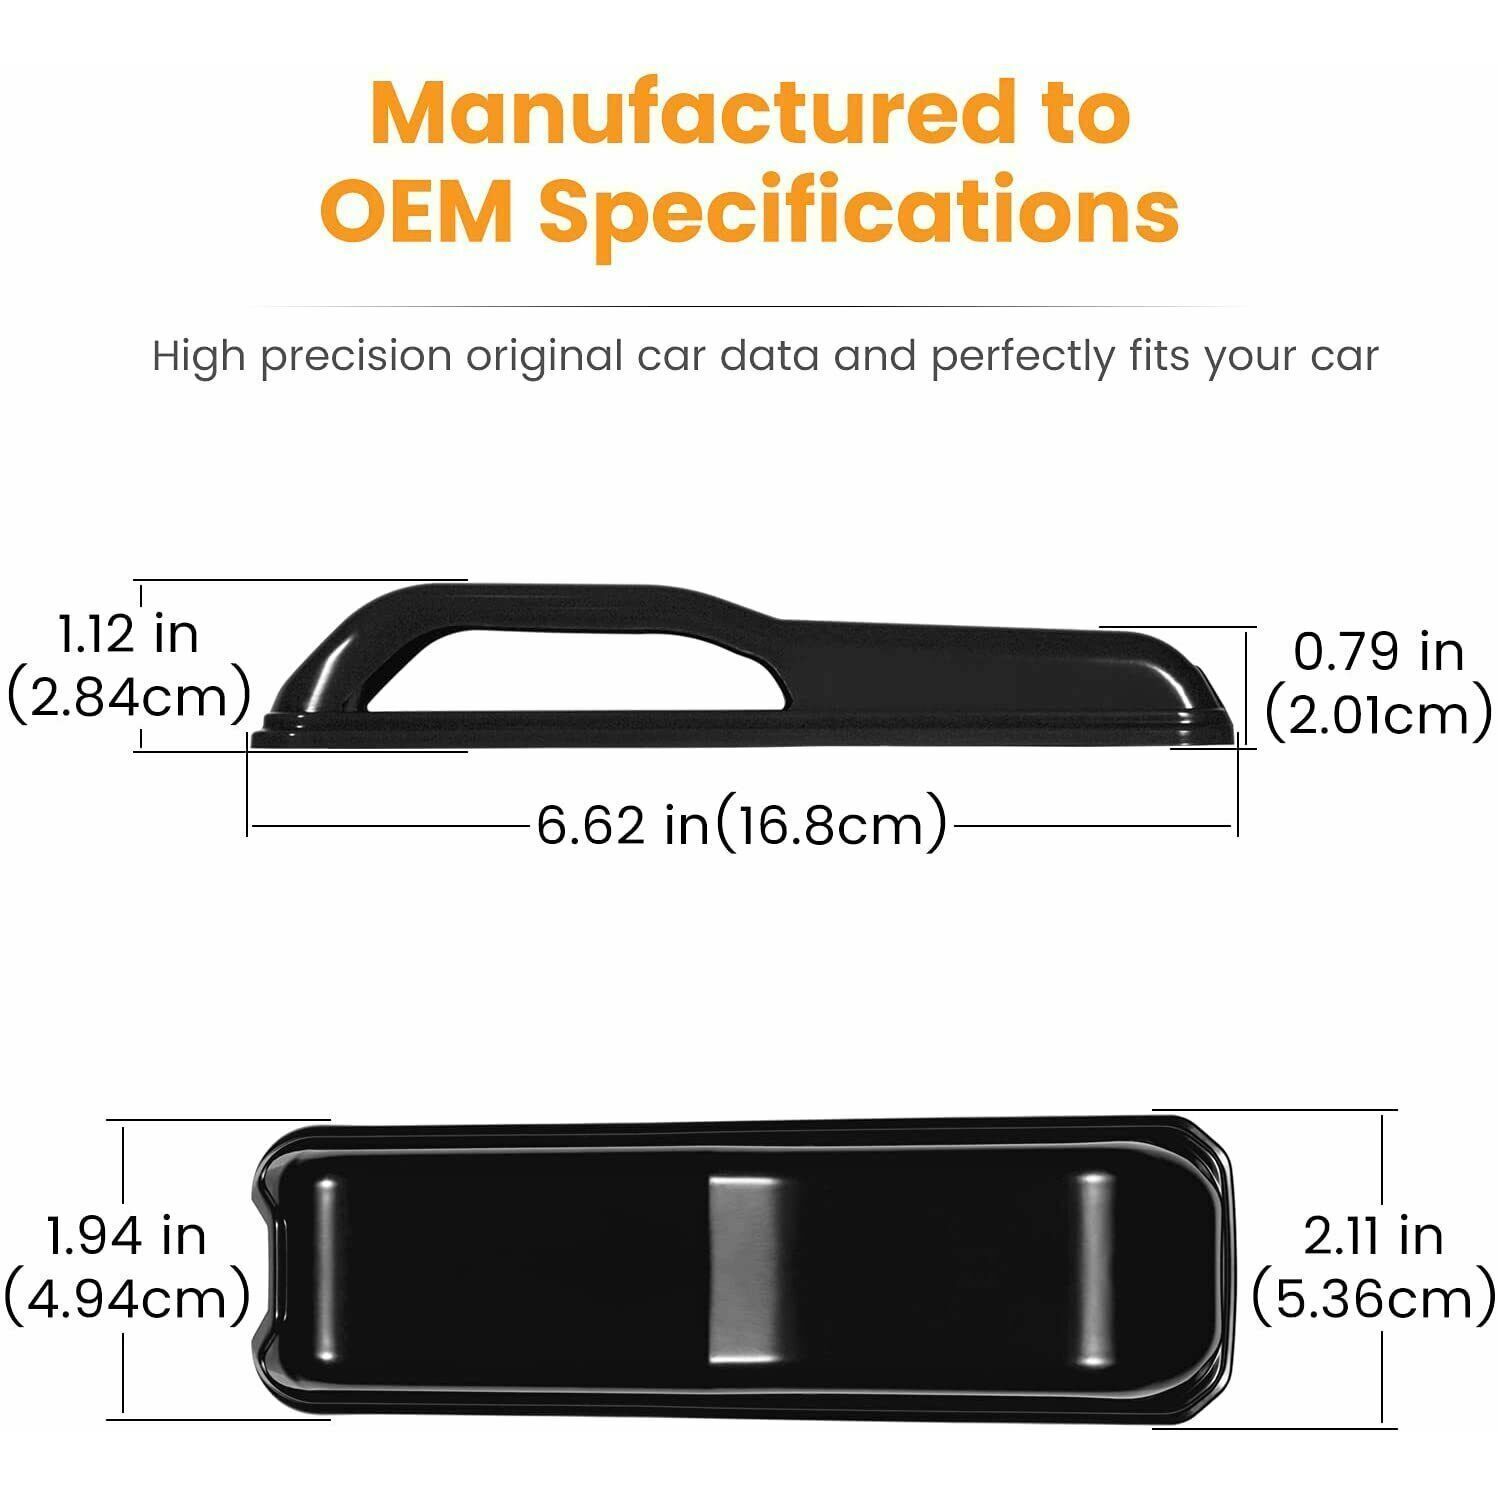 Manufactured to
OEM Specifications
High precision original car data and perfectly fits your car
1.12 in
(2.84cm)
0.79 in
(2.01cm)
6.62 in(16.8cm)
1.94 in
(4.94cm)
2.11 in
(5.36cm)